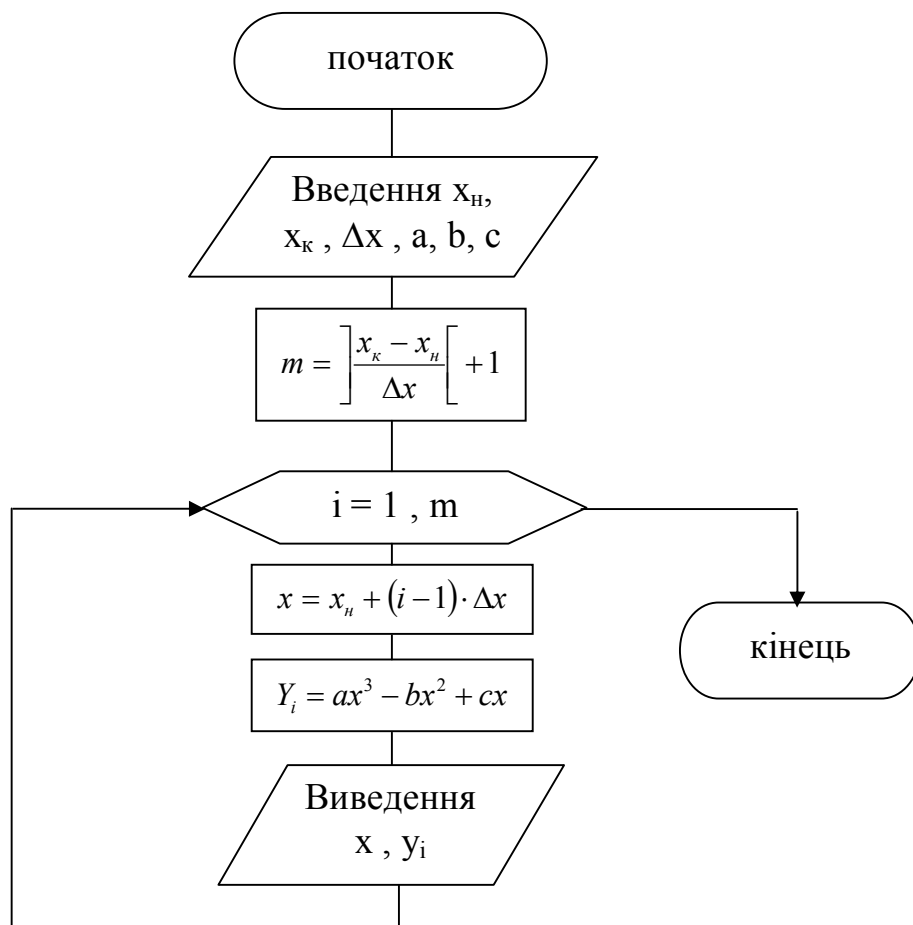 початок
Введення xн,
xк , Δx , a, b, c
m = ]xк − xн / Δx[ + 1
i = 1 , m
x = xн + (i − 1) · Δx
кінець
Yi = ax³ − bx² + cx
Виведення
x , yi